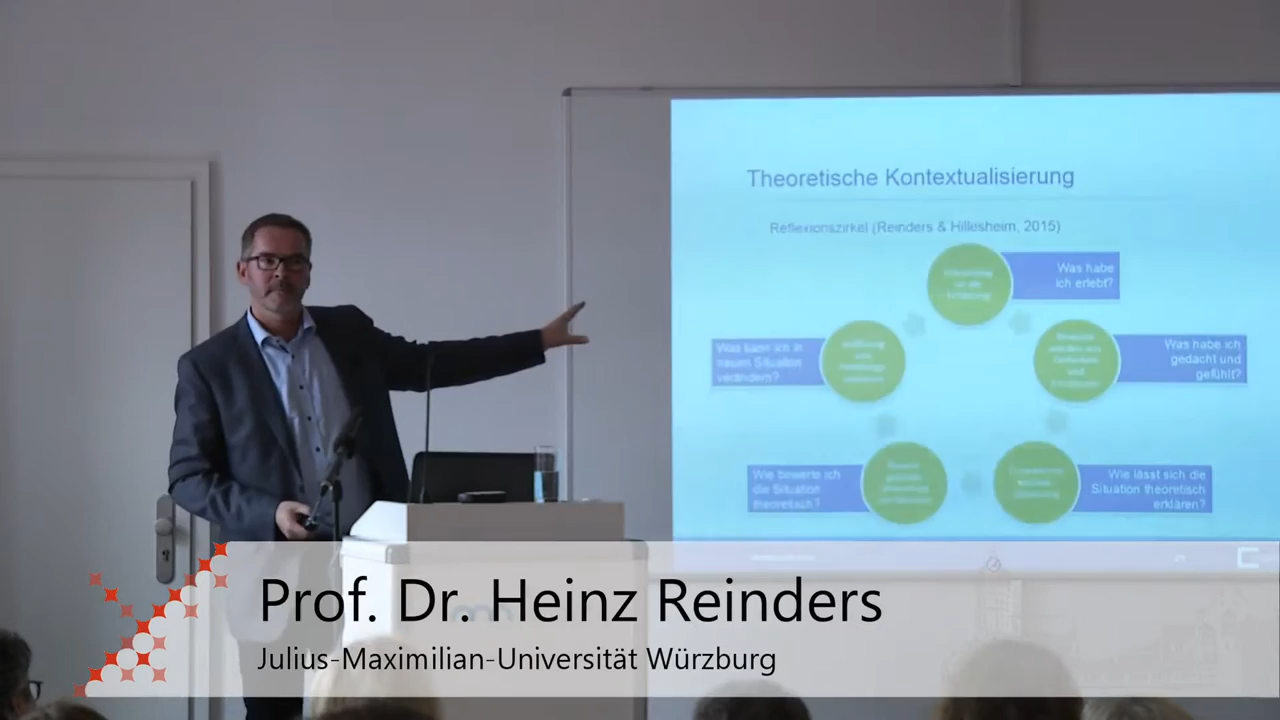 Theoretische Kontextualisierung
Reflexionszirkel (Reinders & Hillesheim, 2015)
Was habe
ich erlebt?
Was habe ich
gedacht und
gefühlt?
Wie lässt sich die
Situation theoretisch
erklären?
Wie bewerte ich
die Situation
theoretisch?
Was kann ich in
neuen Situation
verändern?
Prof. Dr. Heinz Reinders
Julius-Maximilian-Universität Würzburg